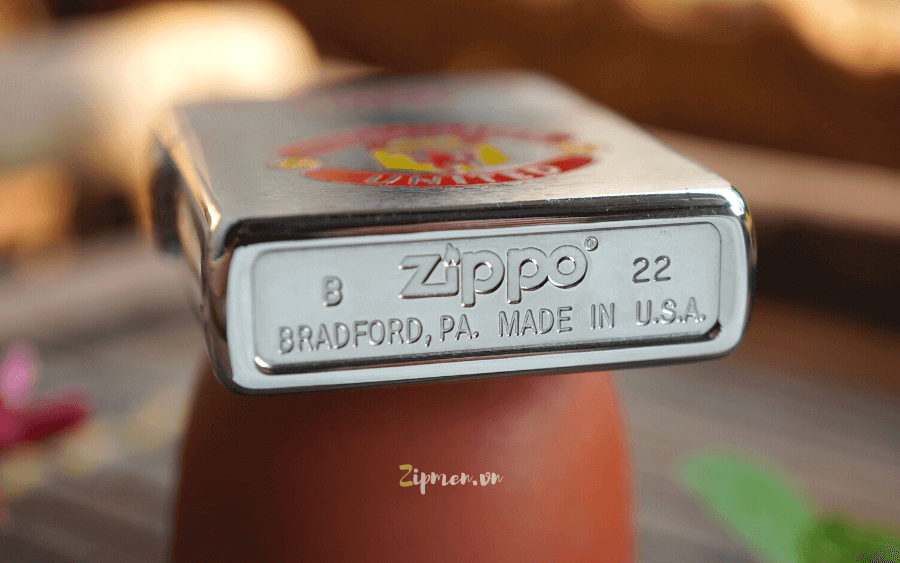 UNITED
B zippo® 22
BRADFORD, PA. MADE IN U.S.A.
Zipmen.vn